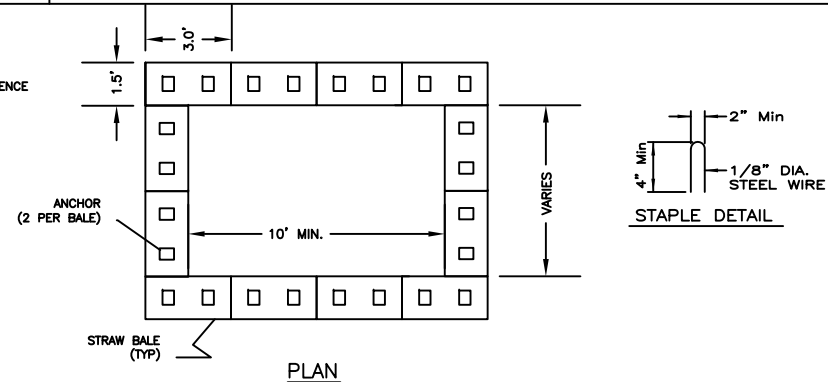 3.0'
ENCE
1.5'
ANCHOR
(2 PER BALE)
10' MIN.
VARIES
STRAW BALE
(TYP)
PLAN
2" Min
4" Min
1/8" DIA.
STEEL WIRE
STAPLE DETAIL